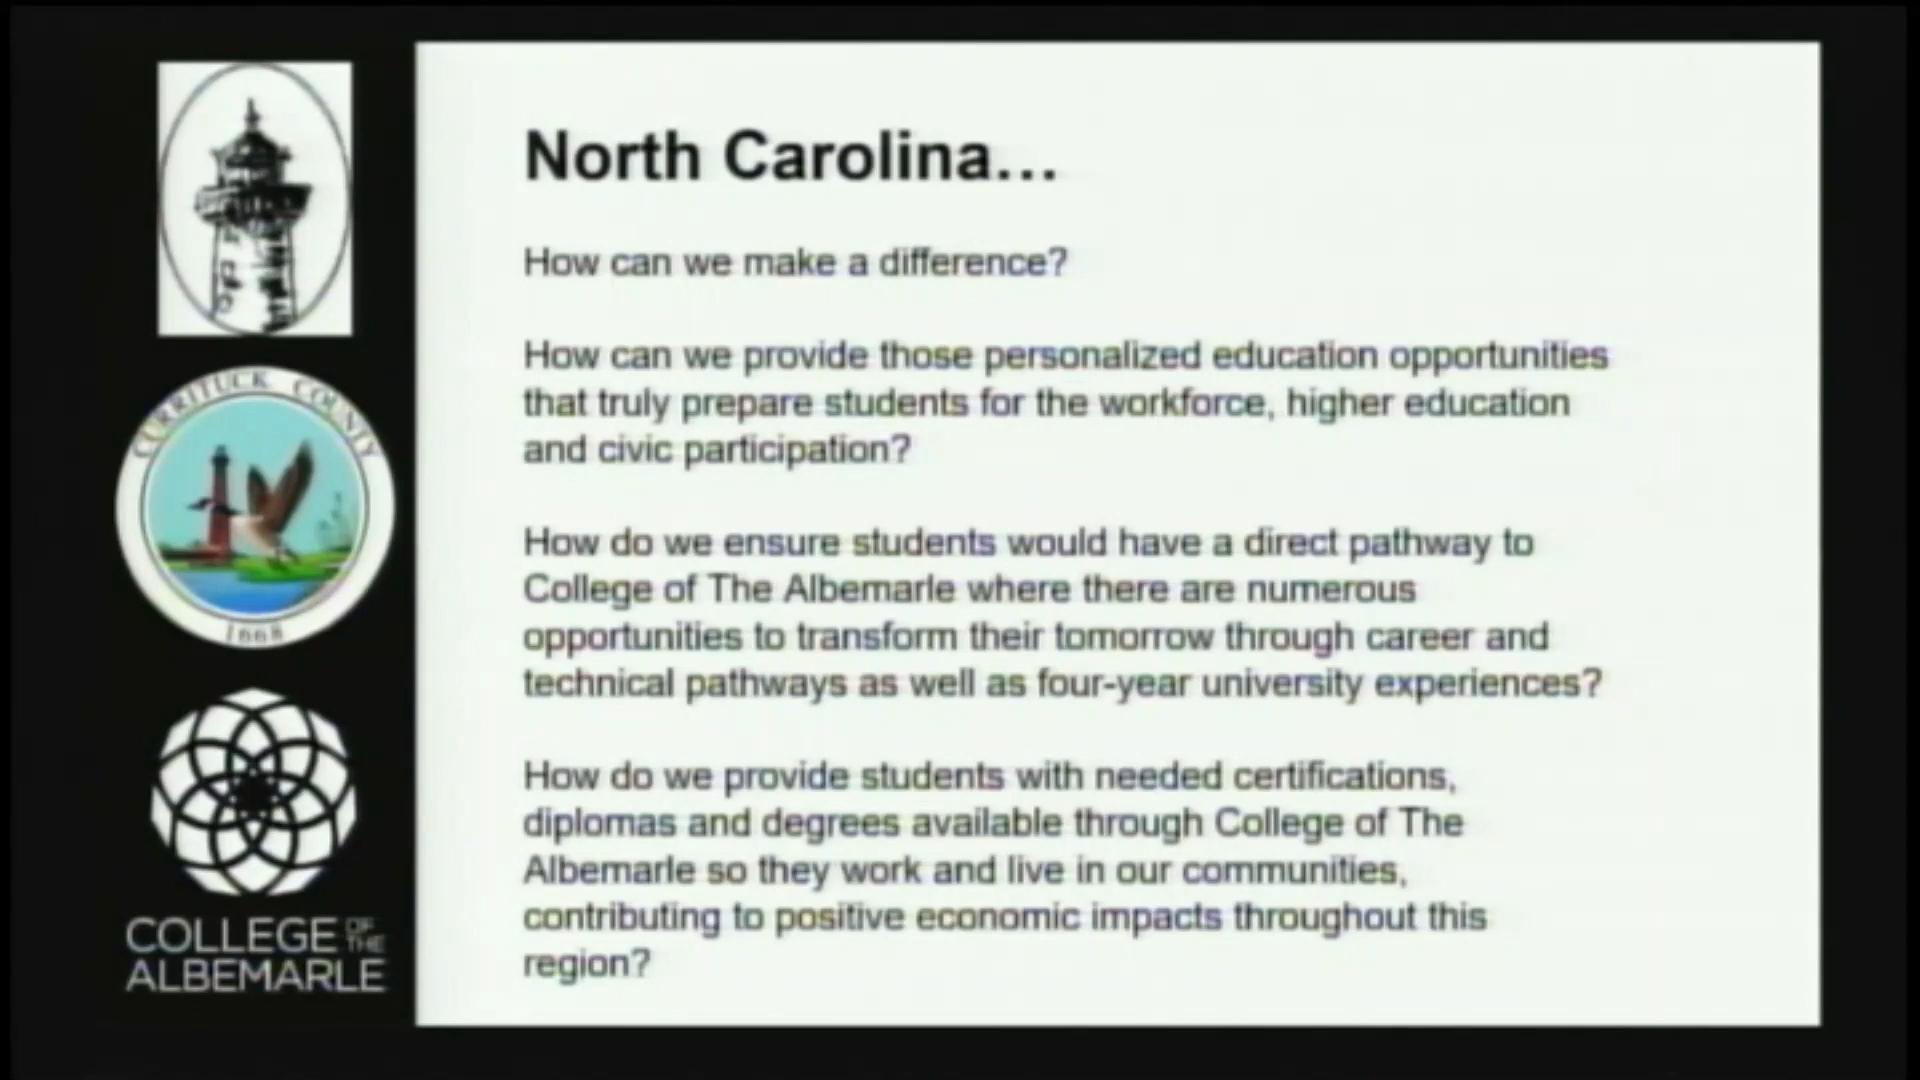 North Carolina...
How can we make a difference?
How can we provide those personalized education opportunities
that truly prepare students for the workforce, higher education
and civic participation?
How do we ensure students would have a direct pathway to
College of The Albemarle where there are numerous
opportunities to transform their tomorrow through career and
technical pathways as well as four-year university experiences?
How do we provide students with needed certifications,
diplomas and degrees available through College of The
Albemarle so they work and live in our communities,
contributing to positive economic impacts throughout this
region?
CURRITUCK COUNTY
1668
COLLEGE OF THE
ALBEMARLE